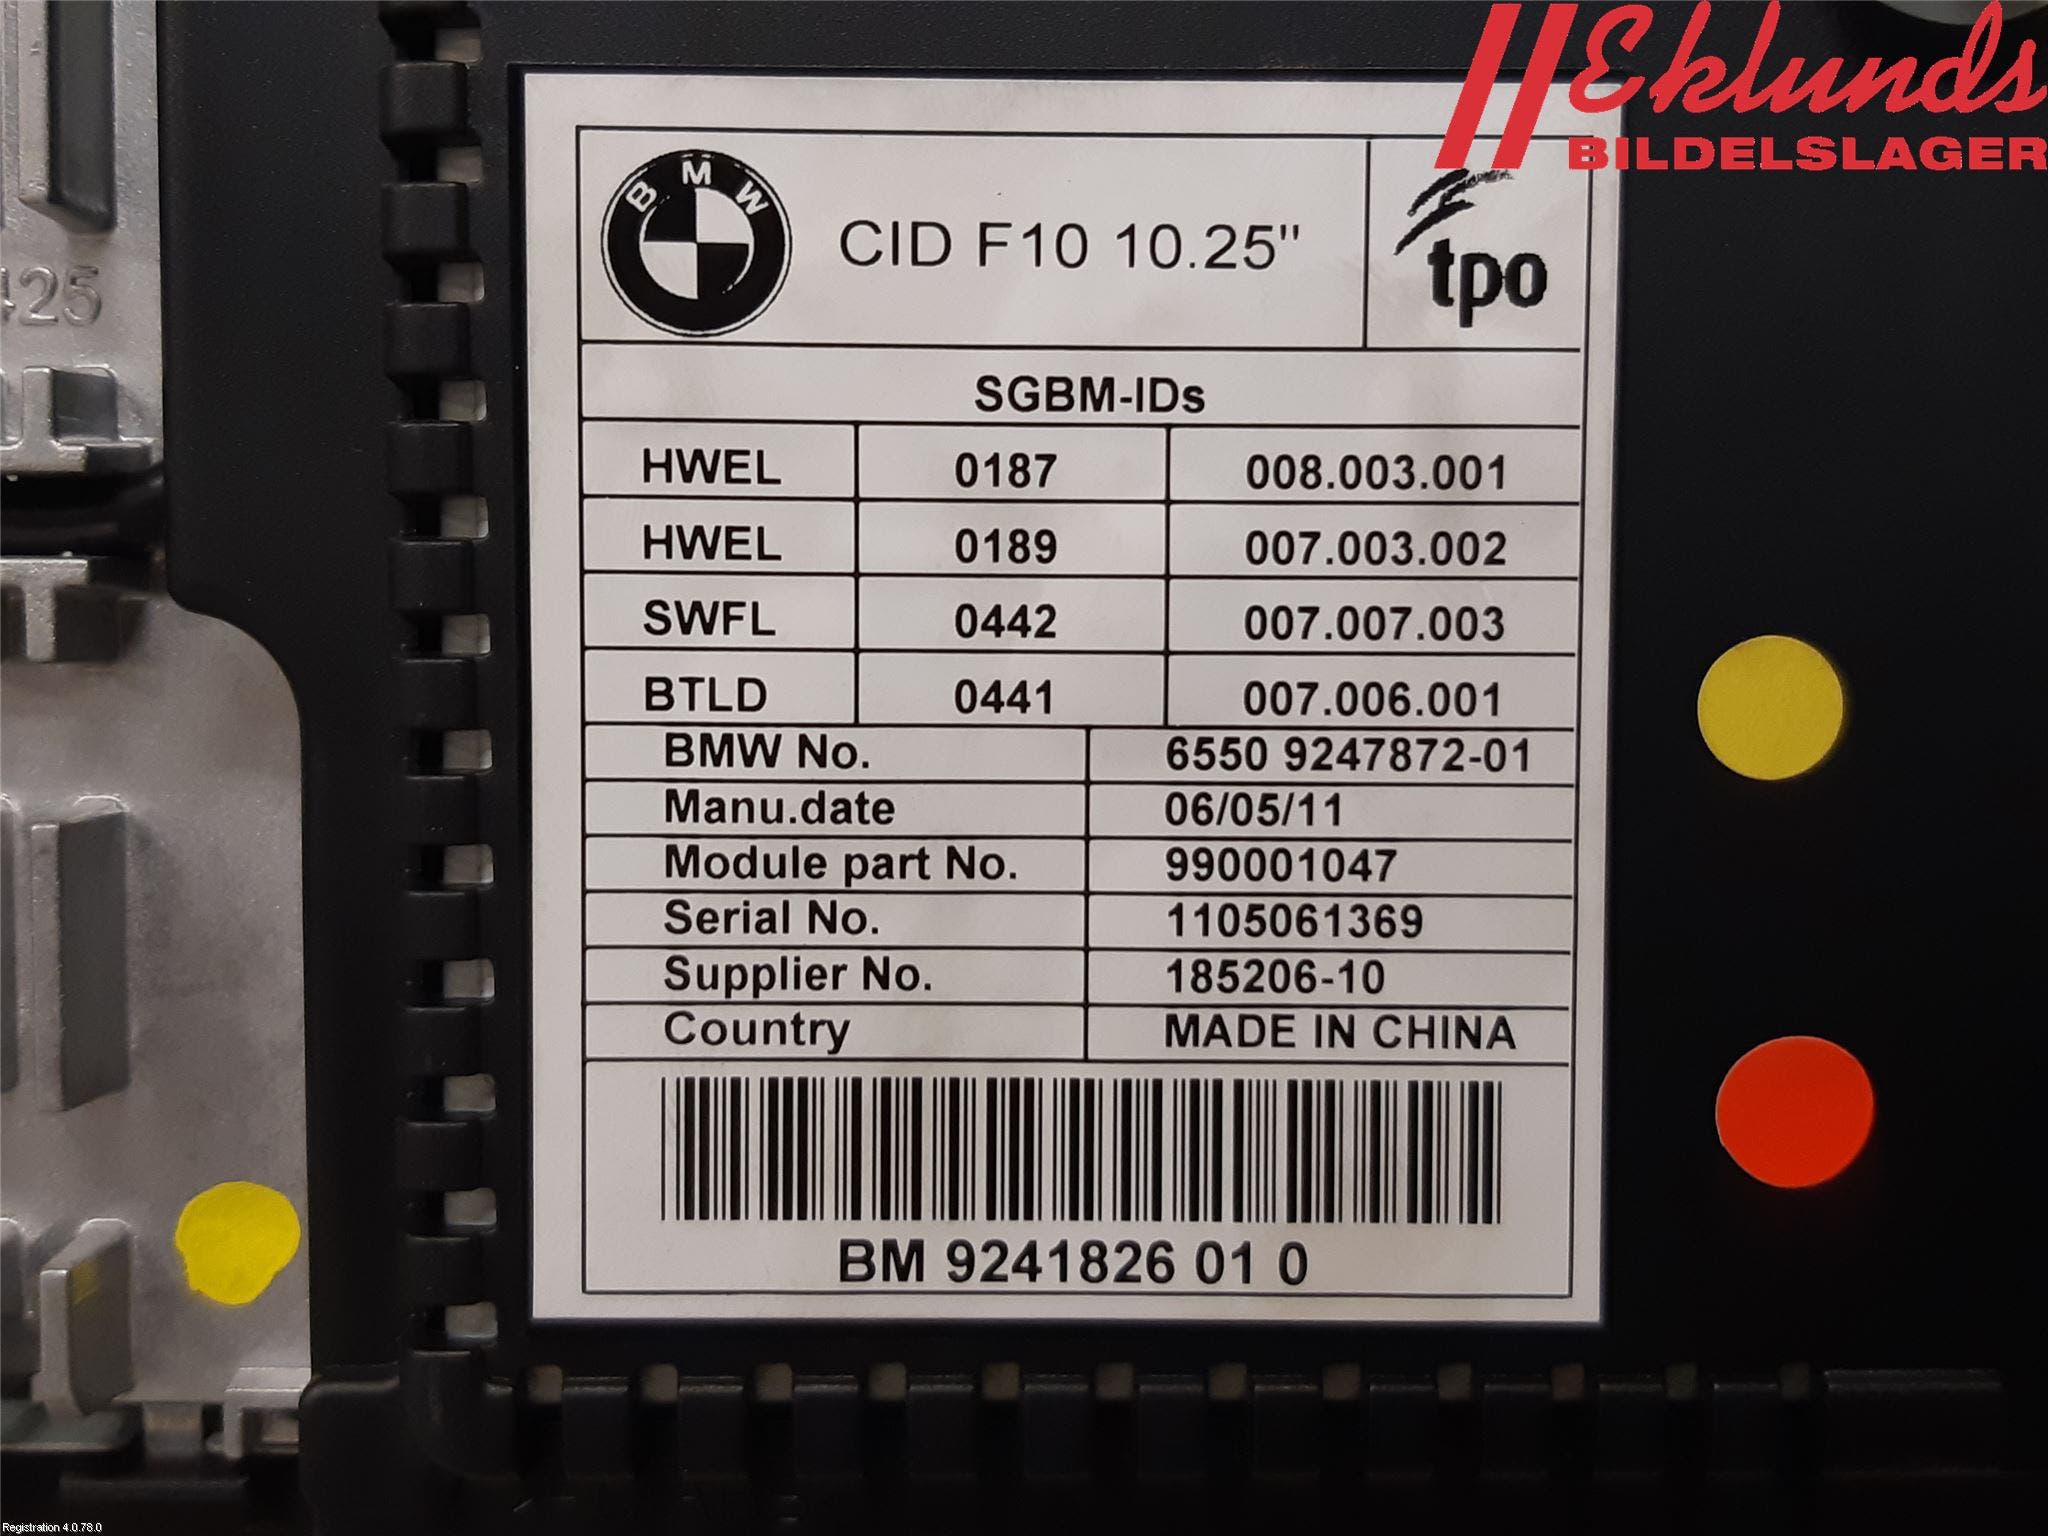 Eklunds
BILDELSLAGER
BMW
CID F10 10.25"
tpo
SGBM-IDs
HWEL 0187 008.003.001
HWEL 0189 007.003.002
SWFL 0442 007.007.003
BTLD 0441 007.006.001
BMW No. 6550 9247872-01
Manu.date 06/05/11
Module part No. 990001047
Serial No. 1105061369
Supplier No. 185206-10
Country MADE IN CHINA
BM 9241826 01 0
425
Registration 4.0.78.0